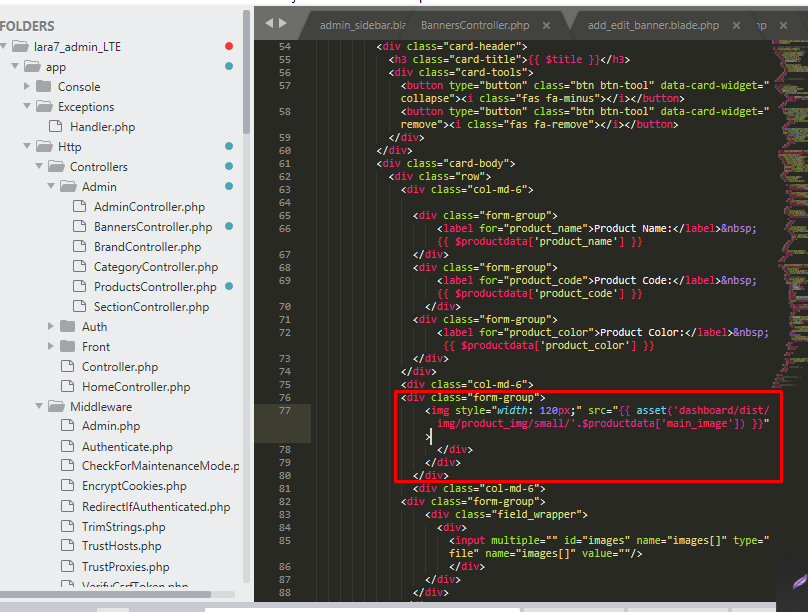 FOLDERS
lara7_admin_LTE
app
Console
Exceptions
Handler.php
Http
Controllers
Admin
AdminController.php
BannersController.php
BrandController.php
CategoryController.php
ProductsController.php
SectionController.php
Auth
Front
Controller.php
HomeController.php
Middleware
Admin.php
Authenticate.php
CheckForMaintenanceMode.p
EncryptCookies.php
RedirectIfAuthenticated.php
TrimStrings.php
TrustHosts.php
TrustProxies.php
VerifyCsrfToken.php
admin_sidebar.bla BannersController.php × add_edit_banner.blade.php × ıp ×
54 <div class="card-header">
55 <h3 class="card-title">{{ $title }}</h3>
56 <div class="card-tools">
57 <button type="button" class="btn btn-tool" data-card-widget="
collapse"><i class="fas fa-minus"></i></button>
58 <button type="button" class="btn btn-tool" data-card-widget="
remove"><i class="fas fa-remove"></i></button>
59 </div>
60 </div>
61 <div class="card-body">
62 <div class="row">
63 <div class="col-md-6">
64
65 <div class="form-group">
66 <label for="product_name">Product Name:</label>&nbsp;
{{ $productdata['product_name'] }}
67 </div>
68 <div class="form-group">
69 <label for="product_code">Product Code:</label>&nbsp;
{{ $productdata['product_code'] }}
70 </div>
71 <div class="form-group">
72 <label for="product_color">Product Color:</label>&nbsp;
{{ $productdata['product_color'] }}
73 </div>
74 </div>
75 <div class="col-md-6">
76 <div class="form-group">
77 <img style="width: 120px;" src="{{ asset('dashboard/dist/
img/product_img/small/'.$productdata['main_image']) }}"
>
78 </div>
79 </div>
80 </div>
81 <div class="col-md-6">
82 <div class="form-group">
83 <div class="field_wrapper">
84 <div>
85 <input multiple="" id="images" name="images[]" type="
file" name="images[]" value=""/>
86 </div>
87 </div>
88 </div>